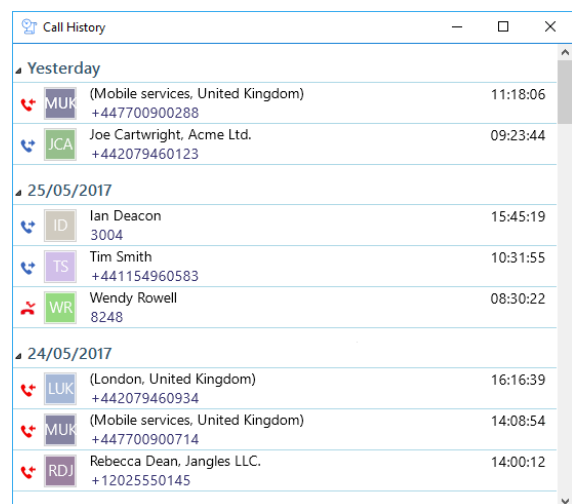 Call History
Yesterday
MUK
(Mobile services, United Kingdom)
11:18:06
+447700900288
JCA
Joe Cartwright, Acme Ltd.
09:23:44
+442079460123
25/05/2017
ID
Ian Deacon
15:45:19
3004
TS
Tim Smith
10:31:55
+441154960583
WR
Wendy Rowell
08:30:22
8248
24/05/2017
LUK
(London, United Kingdom)
16:16:39
+442079460934
MUK
(Mobile services, United Kingdom)
14:08:54
+447700900714
RDJ
Rebecca Dean, Jangles LLC.
14:00:12
+12025550145